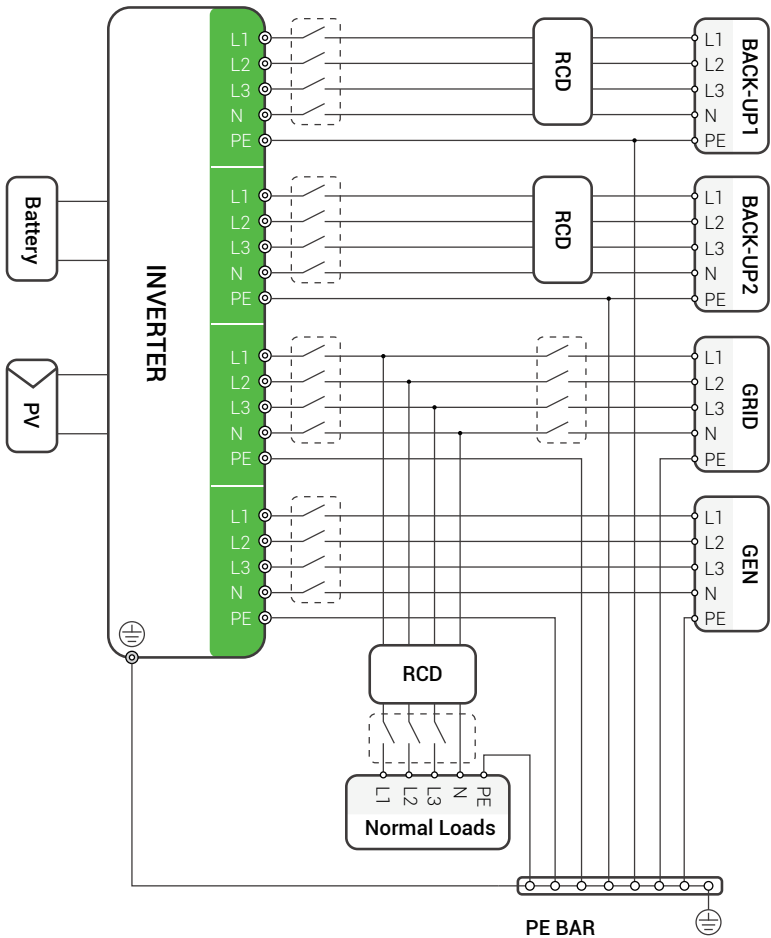 L1
L2
L3
N
PE
RCD
L1
L2
L3
N
PE
BACK-UP1
L1
L2
L3
N
PE
RCD
L1
L2
L3
N
PE
BACK-UP2
Battery
INVERTER
PV
L1
L2
L3
N
PE
L1
L2
L3
N
PE
GRID
L1
L2
L3
N
PE
L1
L2
L3
N
PE
GEN
RCD
L1
L2
L3
N
PE
Normal Loads
PE BAR